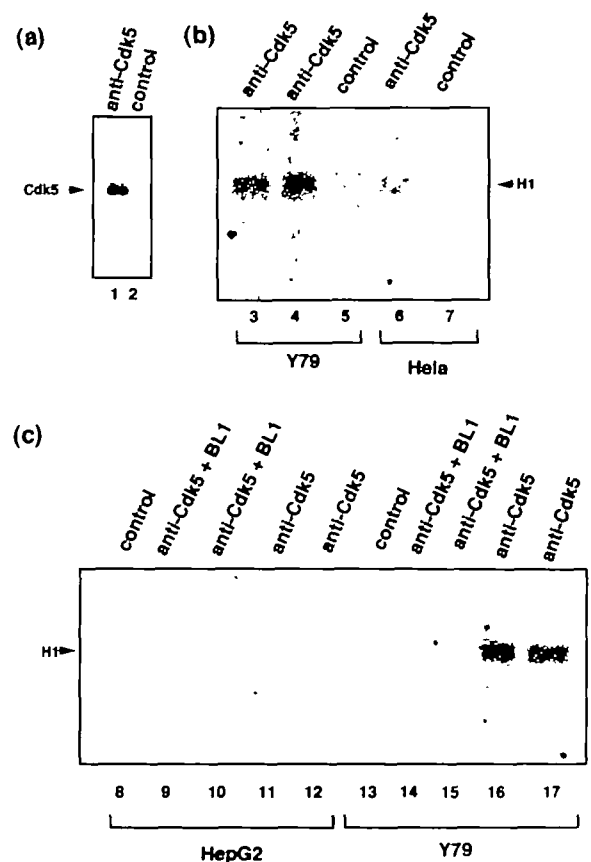 (a)
anti-Cdk5
control
Cdk5
1 2
(b)
anti-Cdk5
anti-Cdk5
control
anti-Cdk5
control
H1
3 4 5 6 7
Y79
Hela
(c)
control
anti-Cdk5 + BL1
anti-Cdk5 + BL1
anti-Cdk5
anti-Cdk5
control
anti-Cdk5 + BL1
anti-Cdk5 + BL1
anti-Cdk5
anti-Cdk5
H1
8 9 10 11 12 13 14 15 16 17
HepG2
Y79